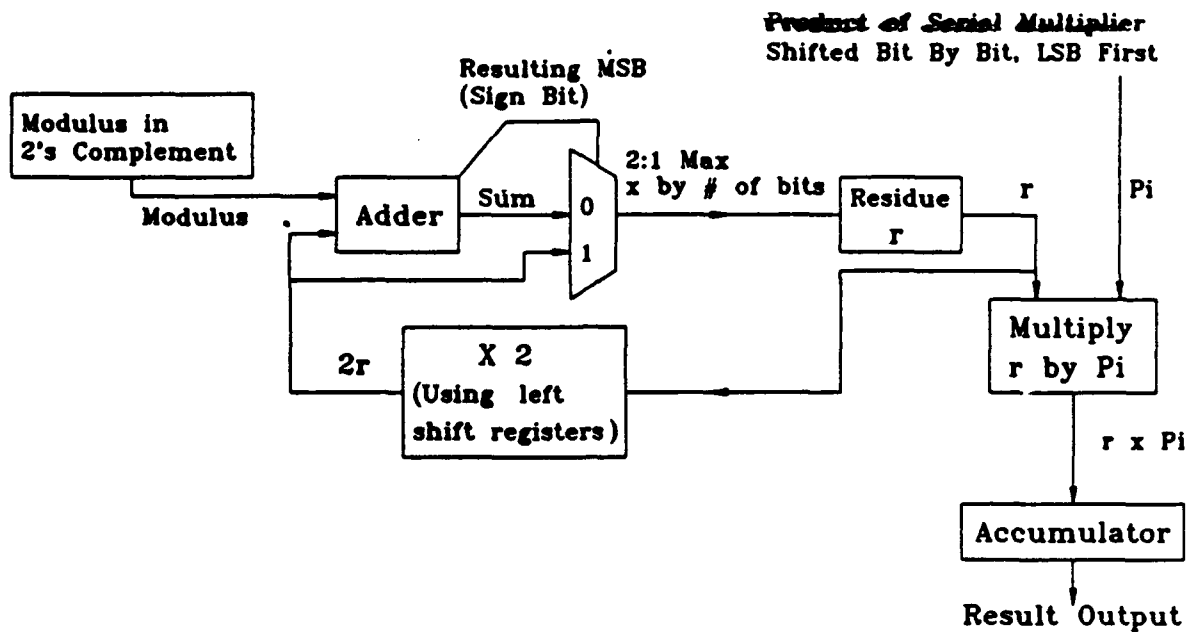 Product of Serial Multiplier
Shifted Bit By Bit, LSB First
Resulting MSB
(Sign Bit)
Modulus in
2's Complement
2:1 Max
x by # of bits
Modulus
Adder
Sum
0
1
Residue
r
r
Pi
2r
X 2
(Using left
shift registers)
Multiply
r by Pi
r x Pi
Accumulator
Result Output